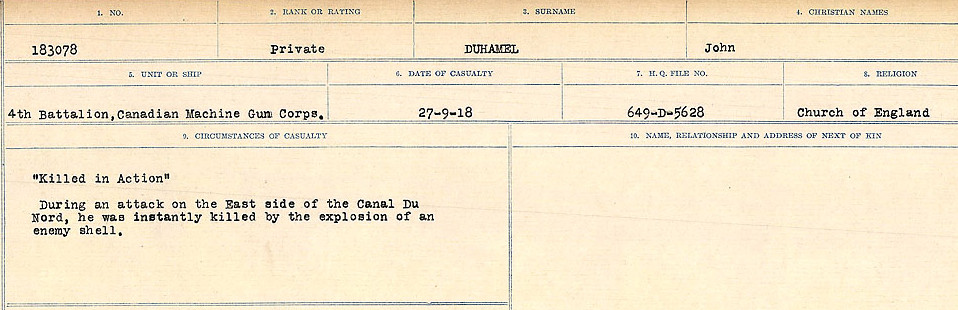 1. NO. 2. RANK OR RATING 3. SURNAME 4. CHRISTIAN NAMES
183078 Private DUHAMEL John
5. UNIT OR SHIP 6. DATE OF CASUALTY 7. H.Q. FILE NO. 8. RELIGION
4th Battalion,Canadian Machine Gun Corps. 27-9-18 649-D-5628 Church of England
9. CIRCUMSTANCES OF CASUALTY 10. NAME, RELATIONSHIP AND ADDRESS OF NEXT OF KIN
"Killed in Action"
During an attack on the East side of the Canal Du
Nord, he was instantly killed by the explosion of an
enemy shell.